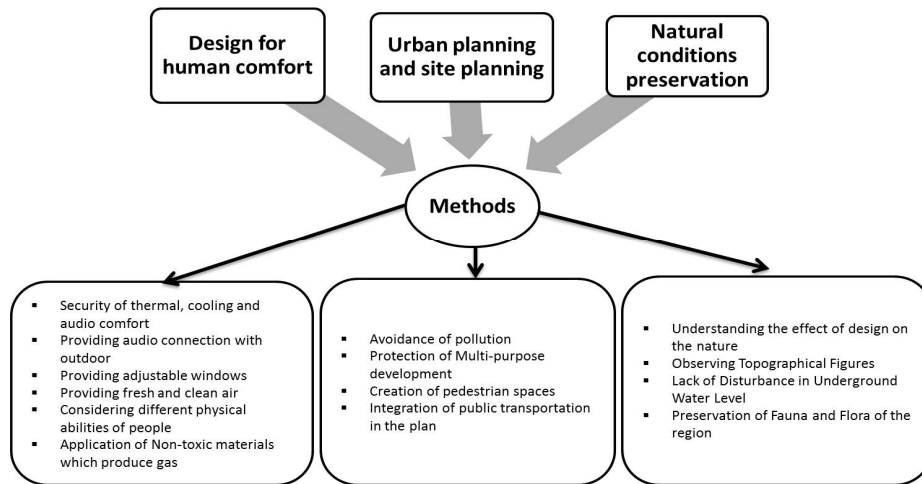 Design for
human comfort
Urban planning
and site planning
Natural
conditions
preservation
Methods
▪ Security of thermal, cooling and
audio comfort
▪ Providing audio connection with
outdoor
▪ Providing adjustable windows
▪ Providing fresh and clean air
▪ Considering different physical
abilities of people
▪ Application of Non-toxic materials
which produce gas
▪ Avoidance of pollution
▪ Protection of Multi-purpose
development
▪ Creation of pedestrian spaces
▪ Integration of public transportation
in the plan
▪ Understanding the effect of design on
the nature
▪ Observing Topographical Figures
▪ Lack of Disturbance in Underground
Water Level
▪ Preservation of Fauna and Flora of the
region